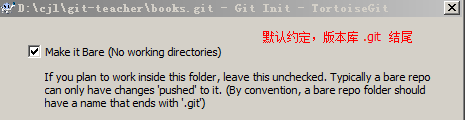 D:\cjl\git-teacher\books.git - Git Init - TortoiseGit
默认约定，版本库 .git 结尾
Make it Bare (No working directories)
If you plan to work inside this folder, leave this unchecked. Typically a bare repo
can only have changes 'pushed' to it. (By convention, a bare repo folder should
have a name that ends with '.git')